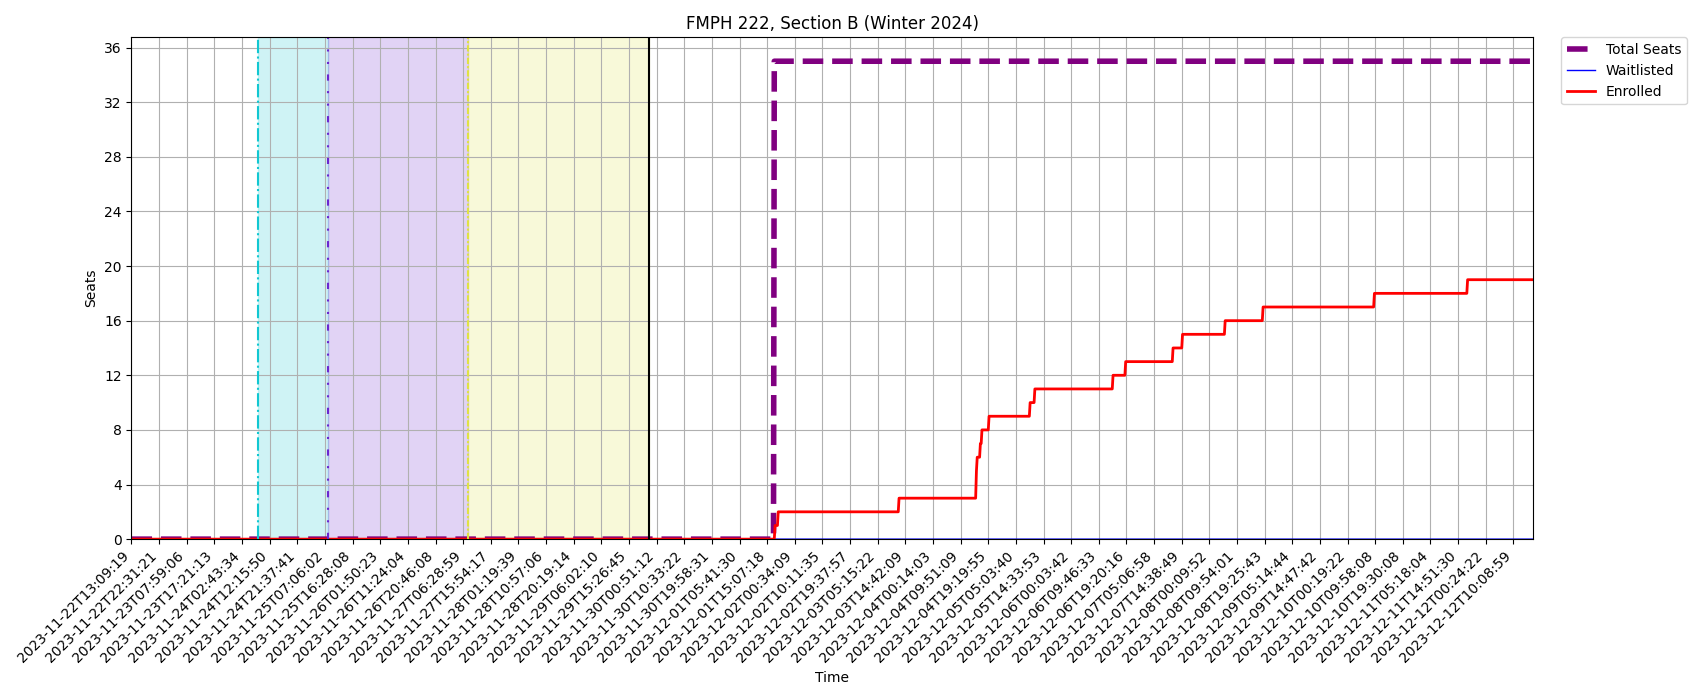 FMPH 222, Section B (Winter 2024)
Total Seats
Waitlisted
Enrolled
Seats
36
32
28
24
20
16
12
8
4
0
2023-11-22T13:09:19
2023-11-22T22:31:21
2023-11-23T07:59:06
2023-11-23T17:21:13
2023-11-24T02:43:34
2023-11-24T12:15:50
2023-11-24T21:37:41
2023-11-25T07:06:02
2023-11-25T16:28:08
2023-11-26T01:50:23
2023-11-26T11:24:04
2023-11-26T20:46:08
2023-11-27T06:28:59
2023-11-27T15:54:17
2023-11-28T01:19:39
2023-11-28T10:57:06
2023-11-28T20:19:14
2023-11-29T06:02:10
2023-11-29T15:26:45
2023-11-30T00:51:12
2023-11-30T10:33:22
2023-11-30T19:58:31
2023-12-01T05:41:30
2023-12-01T15:07:18
2023-12-02T00:34:09
2023-12-02T10:11:35
2023-12-02T19:37:57
2023-12-03T05:15:22
2023-12-03T14:42:09
2023-12-04T00:14:03
2023-12-04T09:51:09
2023-12-04T19:19:55
2023-12-05T05:03:40
2023-12-05T14:33:53
2023-12-06T00:03:42
2023-12-06T09:46:33
2023-12-06T19:20:16
2023-12-07T05:06:58
2023-12-07T14:38:49
2023-12-08T00:09:52
2023-12-08T09:54:01
2023-12-08T19:25:43
2023-12-09T05:14:44
2023-12-09T14:47:42
2023-12-10T00:19:22
2023-12-10T09:58:08
2023-12-10T19:30:08
2023-12-11T05:18:04
2023-12-11T14:51:30
2023-12-12T00:24:22
2023-12-12T10:08:59
Time